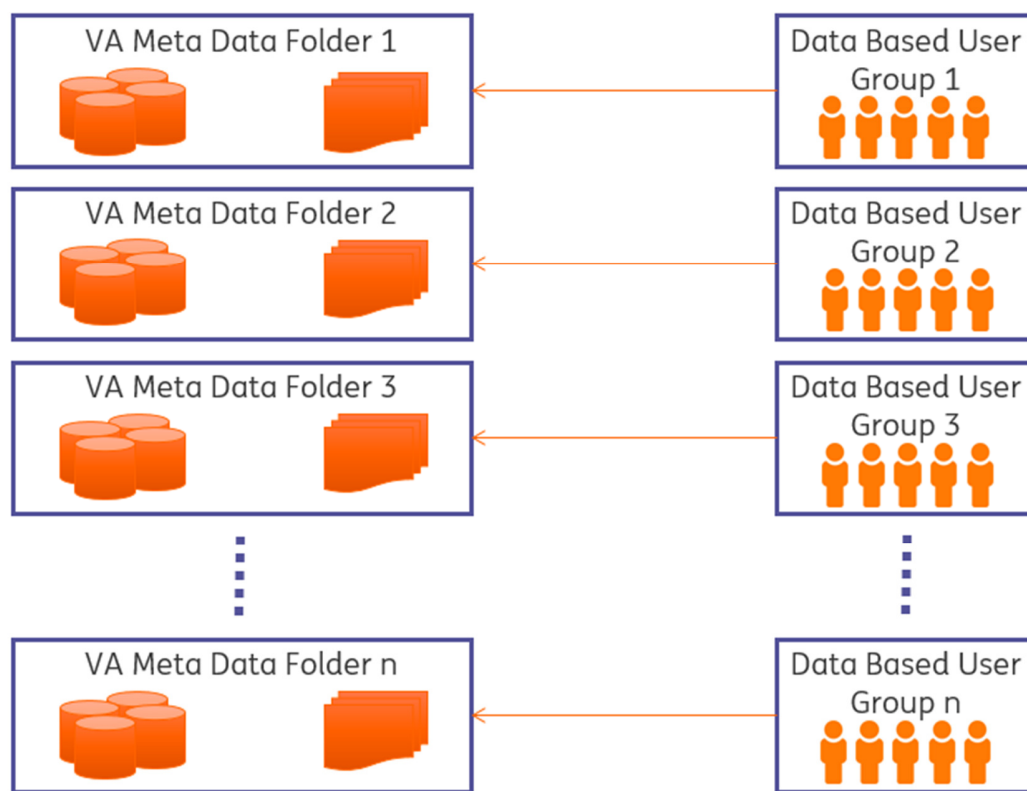 VA Meta Data Folder 1
Data Based User
Group 1
VA Meta Data Folder 2
Data Based User
Group 2
VA Meta Data Folder 3
Data Based User
Group 3
VA Meta Data Folder n
Data Based User
Group n